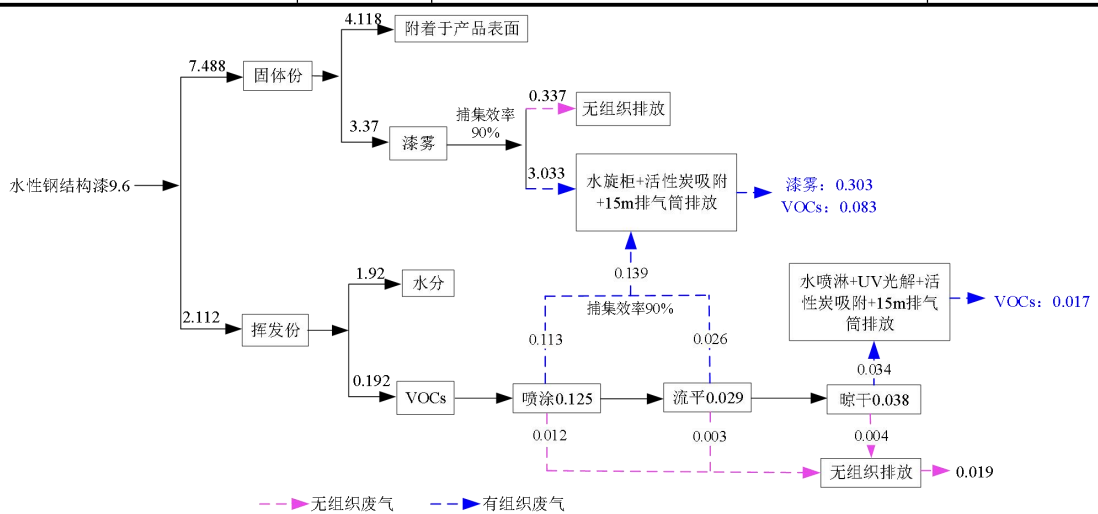 4.118
附着于产品表面
7.488
固体份
3.37
漆雾
捕集效率
90%
0.337
无组织排放
3.033
水旋柜+活性炭吸附
+15m排气筒排放
漆雾：0.303
VOCs：0.083
水性钢结构漆9.6
0.139
捕集效率90%
1.92
水分
水喷淋+UV光解+活
性炭吸附+15m排气
筒排放
VOCs：0.017
2.112
挥发份
0.113
0.026
0.034
0.192
VOCs
喷涂0.125
流平0.029
晾干0.038
0.012
0.003
0.004
无组织排放
0.019
无组织废气
有组织废气